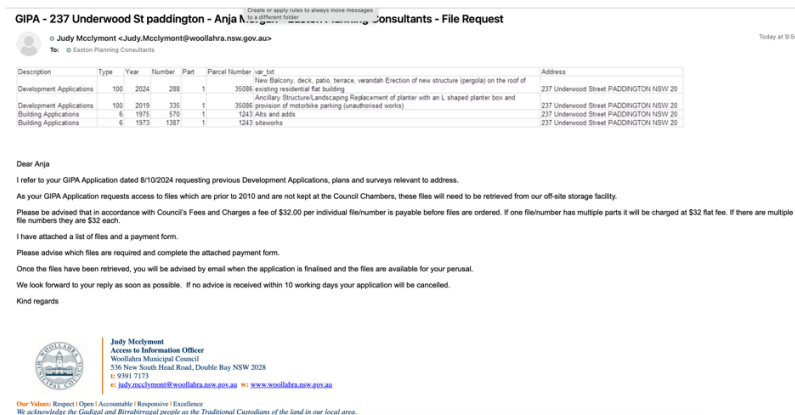 Create or apply rules to always move messages
to a different folder
GIPA - 237 Underwood St paddington - Anja Morgan - Easton Planning Consultants - File Request
Judy Mcclymont <Judy.Mcclymont@woollahra.nsw.gov.au>
To: Easton Planning Consultants
Today at 9:5
Description Type Year Number Part Parcel Number var_txt Address
New Balcony, deck, patio, terrace, verandah Erection of new structure (pergola) on the roof of
Development Applications 100 2024 288 1 35086 existing residential flat building 237 Underwood Street PADDINGTON NSW 20
Ancillary Structure/Landscaping Replacement of planter with an L shaped planter box and
Development Applications 100 2019 335 1 35086 provision of motorbike parking (unauthorised works) 237 Underwood Street PADDINGTON NSW 20
Building Applications 6 1975 570 1 1243 Alts and adds 237 Underwood Street PADDINGTON NSW 20
Building Applications 6 1973 1387 1 1243 siteworks 237 Underwood Street PADDINGTON NSW 20
Dear Anja
I refer to your GIPA Application dated 8/10/2024 requesting previous Development Applications, plans and surveys relevant to address.
As your GIPA Application requests access to files which are prior to 2010 and are not kept at the Council Chambers, these files will need to be retrieved from our off-site storage facility.
Please be advised that in accordance with Council's Fees and Charges a fee of $32.00 per individual file/number is payable before files are ordered. If one file/number has multiple parts it will be charged at $32 flat fee. If there are multiple
file numbers they are $32 each.
I have attached a list of files and a payment form.
Please advise which files are required and complete the attached payment form.
Once the files have been retrieved, you will be advised by email when the application is finalised and the files are available for your perusal.
We look forward to your reply as soon as possible. If no advice is received within 10 working days your application will be cancelled.
Kind regards
Judy Mcclymont
Access to Information Officer
Woollahra Municipal Council
536 New South Head Road, Double Bay NSW 2028
t: 9391 7173
e: judy.mcclymont@woollahra.nsw.gov.au w: www.woollahra.nsw.gov.au
Our Values: Respect | Open | Accountable | Responsive | Excellence
We acknowledge the Gadigal and Birrabirragal people as the Traditional Custodians of the land in our local area.